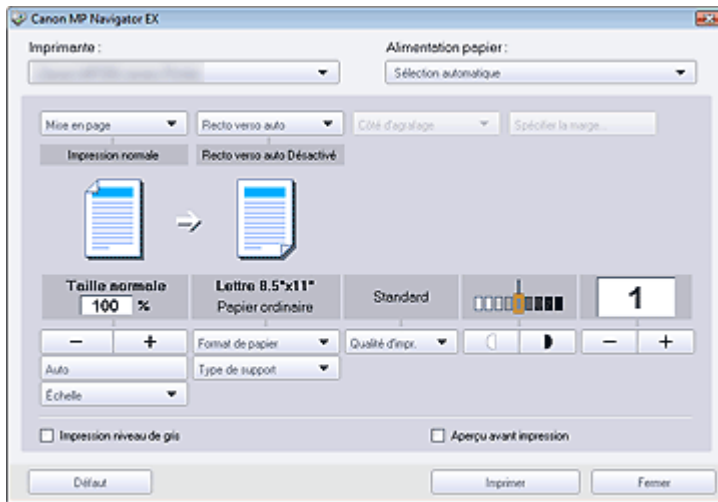 Canon MP Navigator EX
Imprimante :
Alimentation papier :
Sélection automatique
Mise en page
Recto verso auto
Côté d'agrafage
Spécifier la marge...
Impression normale
Recto verso auto Désactivé
Taille normale
100 %
Lettre 8.5"x11"
Papier ordinaire
Standard
1
- +
Format de papier
Qualité d'impr.
- +
Auto
Type de support
Échelle
Impression niveau de gris
Aperçu avant impression
Défaut
Imprimer
Fermer